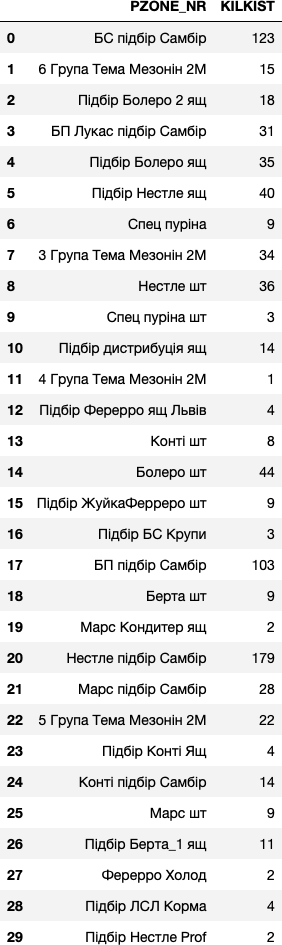 PZONE_NR KILKIST
0 БС підбір Самбір 123
1 6 Група Тема Мезонін 2М 15
2 Підбір Болеро 2 ящ 18
3 БП Лукас підбір Самбір 31
4 Підбір Болеро ящ 35
5 Підбір Нестле ящ 40
6 Спец пуріна 9
7 3 Група Тема Мезонін 2М 34
8 Нестле шт 36
9 Спец пуріна шт 3
10 Підбір дистрибуція ящ 14
11 4 Група Тема Мезонін 2М 1
12 Підбір Ферерро ящ Львів 4
13 Конті шт 8
14 Болеро шт 44
15 Підбір ЖуйкаФерреро шт 9
16 Підбір БС Крупи 3
17 БП підбір Самбір 103
18 Берта шт 9
19 Марс Кондитер ящ 2
20 Нестле підбір Самбір 179
21 Марс підбір Самбір 28
22 5 Група Тема Мезонін 2М 22
23 Підбір Конті Ящ 4
24 Конті підбір Самбір 14
25 Марс шт 9
26 Підбір Берта_1 ящ 11
27 Ферерро Холод 2
28 Підбір ЛСЛ Корма 4
29 Підбір Нестле Prof 2